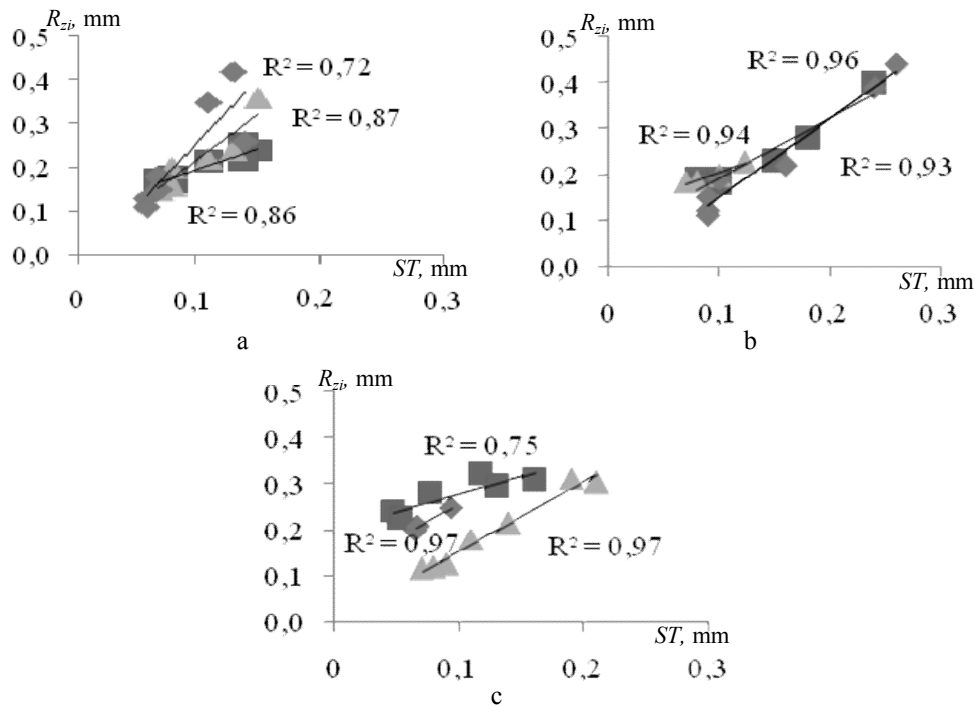 R_zi, mm
0,5
0,4
0,3
0,2
0,1
0,0
R² = 0,72
R² = 0,87
R² = 0,86
ST, mm
0
0,1
0,2
0,3
a
R_zi, mm
0,5
0,4
0,3
0,2
0,1
0,0
R² = 0,96
R² = 0,94
R² = 0,93
ST, mm
0
0,1
0,2
0,3
b
R_zi, mm
0,5
0,4
0,3
0,2
0,1
0,0
R² = 0,75
R² = 0,97
R² = 0,97
ST, mm
0
0,1
0,2
0,3
c